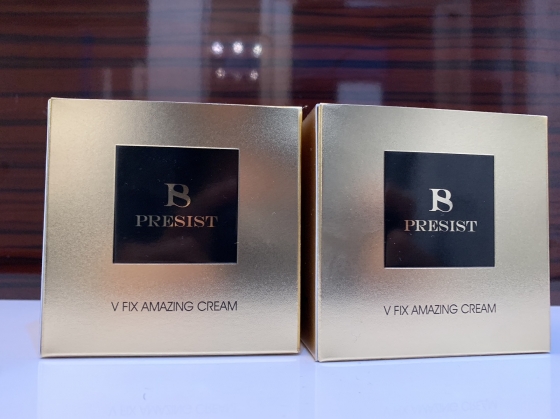 B
PRESIST
V FIX AMAZING CREAM
B
PRESIST
V FIX AMAZING CREAM